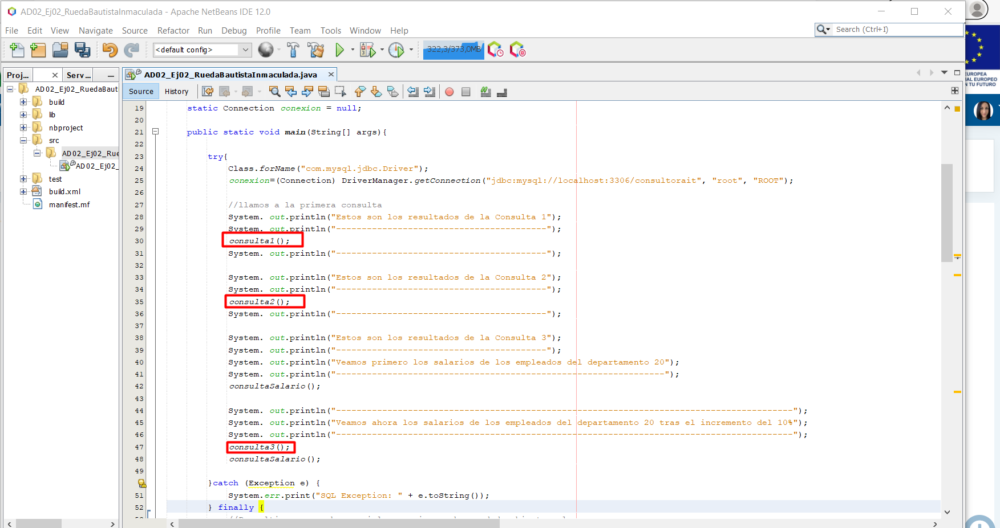 AD02_Ej02_RuedaBautistaInmaculada - Apache NetBeans IDE 12.0
File Edit View Navigate Source Refactor Run Debug Profile Team Tools Window Help
Search (Ctrl+I)
<default config>
322,3/373,0MB
Proj... Serv...
AD02_Ej02_RuedaBautistaInmaculada.java
AD02_Ej02_RuedaBaut
build
lib
nbproject
src
AD02_Ej02_Rue
AD02_Ej02_
test
build.xml
manifest.mf
Source History
19 static Connection conexion = null;
20
21 public static void main(String[] args){
22
23 try{
24 Class.forName("com.mysql.jdbc.Driver");
25 conexion=(Connection) DriverManager.getConnection("jdbc:mysql://localhost:3306/consultorait", "root", "ROOT");
26
27 //llamos a la primera consulta
28 System. out.println("Estos son los resultados de la Consulta 1");
29 System. out.println("-----------------------------------------");
30 consulta1();
31 System. out.println("-----------------------------------------");
32
33 System. out.println("Estos son los resultados de la Consulta 2");
34 System. out.println("-----------------------------------------");
35 consulta2();
36 System. out.println("-----------------------------------------");
37
38 System. out.println("Estos son los resultados de la Consulta 3");
39 System. out.println("-----------------------------------------");
40 System. out.println("Veamos primero los salarios de los empleados del departamento 20");
41 System. out.println("----------------------------------------------------------------");
42 consultaSalario();
43
44 System. out.println("-----------------------------------------------------------------------------------------");
45 System. out.println("Veamos ahora los salarios de los empleados del departamento 20 tras el incremento del 10%");
46 System. out.println("-----------------------------------------------------------------------------------------");
47 consulta3();
48 consultaSalario();
49
}catch (Exception e) {
51 System.err.print("SQL Exception: " + e.toString());
52 } finally {
UROPEA
IAL EUROPEO
N TU FUTURO